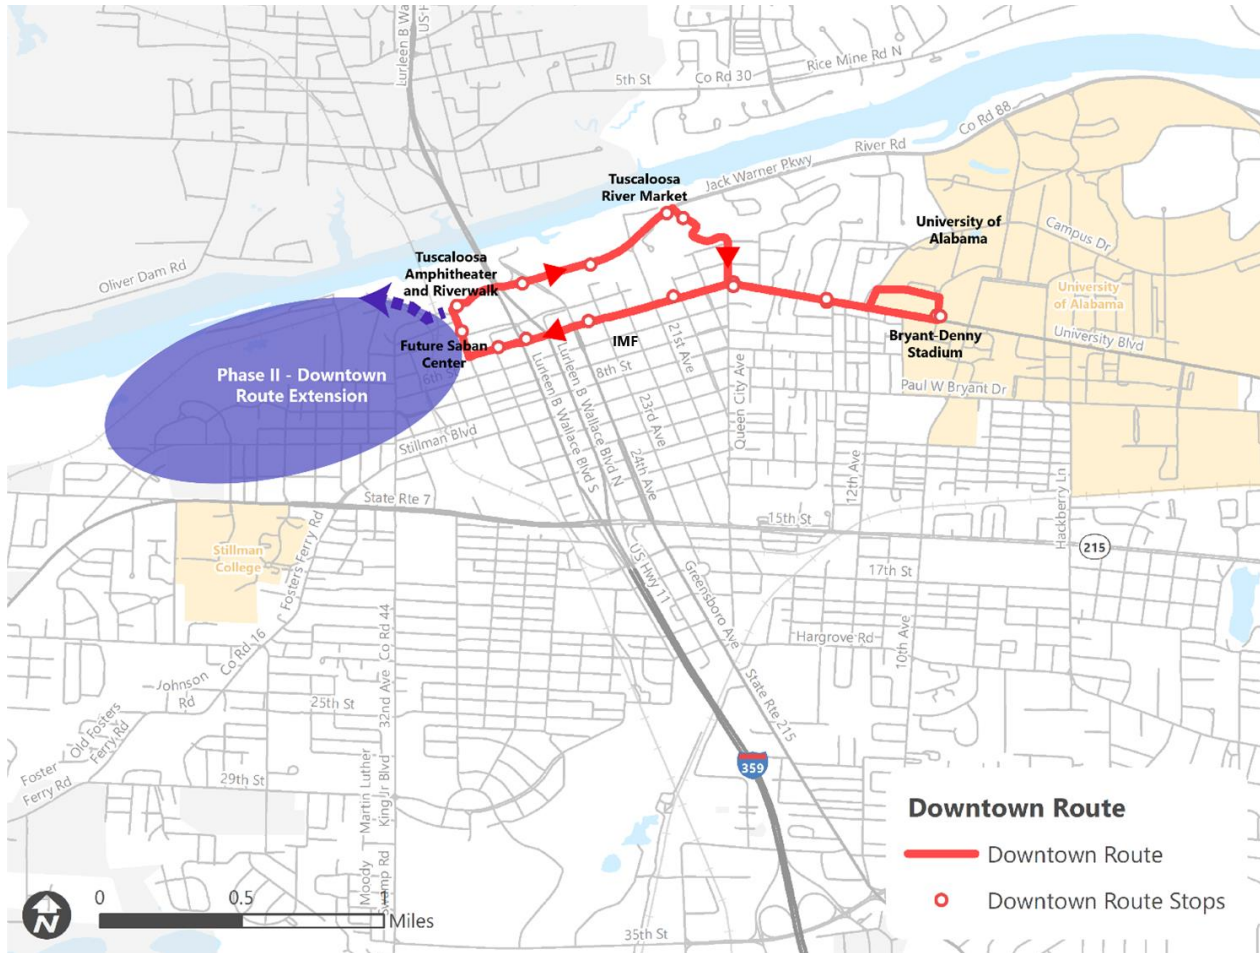 Lurleen B Wa
US-H
5th St
Co Rd 30
Rice Mine Rd N
Co Rd 88
River Rd
Jack Warner Pkwy
Tuscaloosa
River Market
University of
Alabama
Campus Dr
Oliver Dam Rd
Tuscaloosa
Amphitheater
and Riverwalk
University
of Alabama
University Blvd
Bryant-Denny
Stadium
Future Saban
Center
IMF
21st Ave
6th St
8th St
Phase II - Downtown
Route Extension
Paul W Bryant Dr
Queen City Ave
23rd Ave
Lurleen B Wallace Blvd S
Lurleen B Wallace Blvd N
24th Ave
Stillman Blvd
12th Ave
Hackberry Ln
State Rte 7
15th St
215
Stillman
College
Fosters Ferry Rd
US Hwy 11
Greensboro Ave
17th St
Co Rd 44
32nd Ave
Co Rd 16
Hargrove Rd
10th Ave
Johnson
Rd
25th St
State Rte 215
Old Fosters
Ferry Rd
Foster
Ferry Rd
29th St
359
Martin Luther
King Jr Blvd
Moody
Swamp Rd
35th St
Downtown Route
Downtown Route
Downtown Route Stops
N
0
0.5
1
Miles